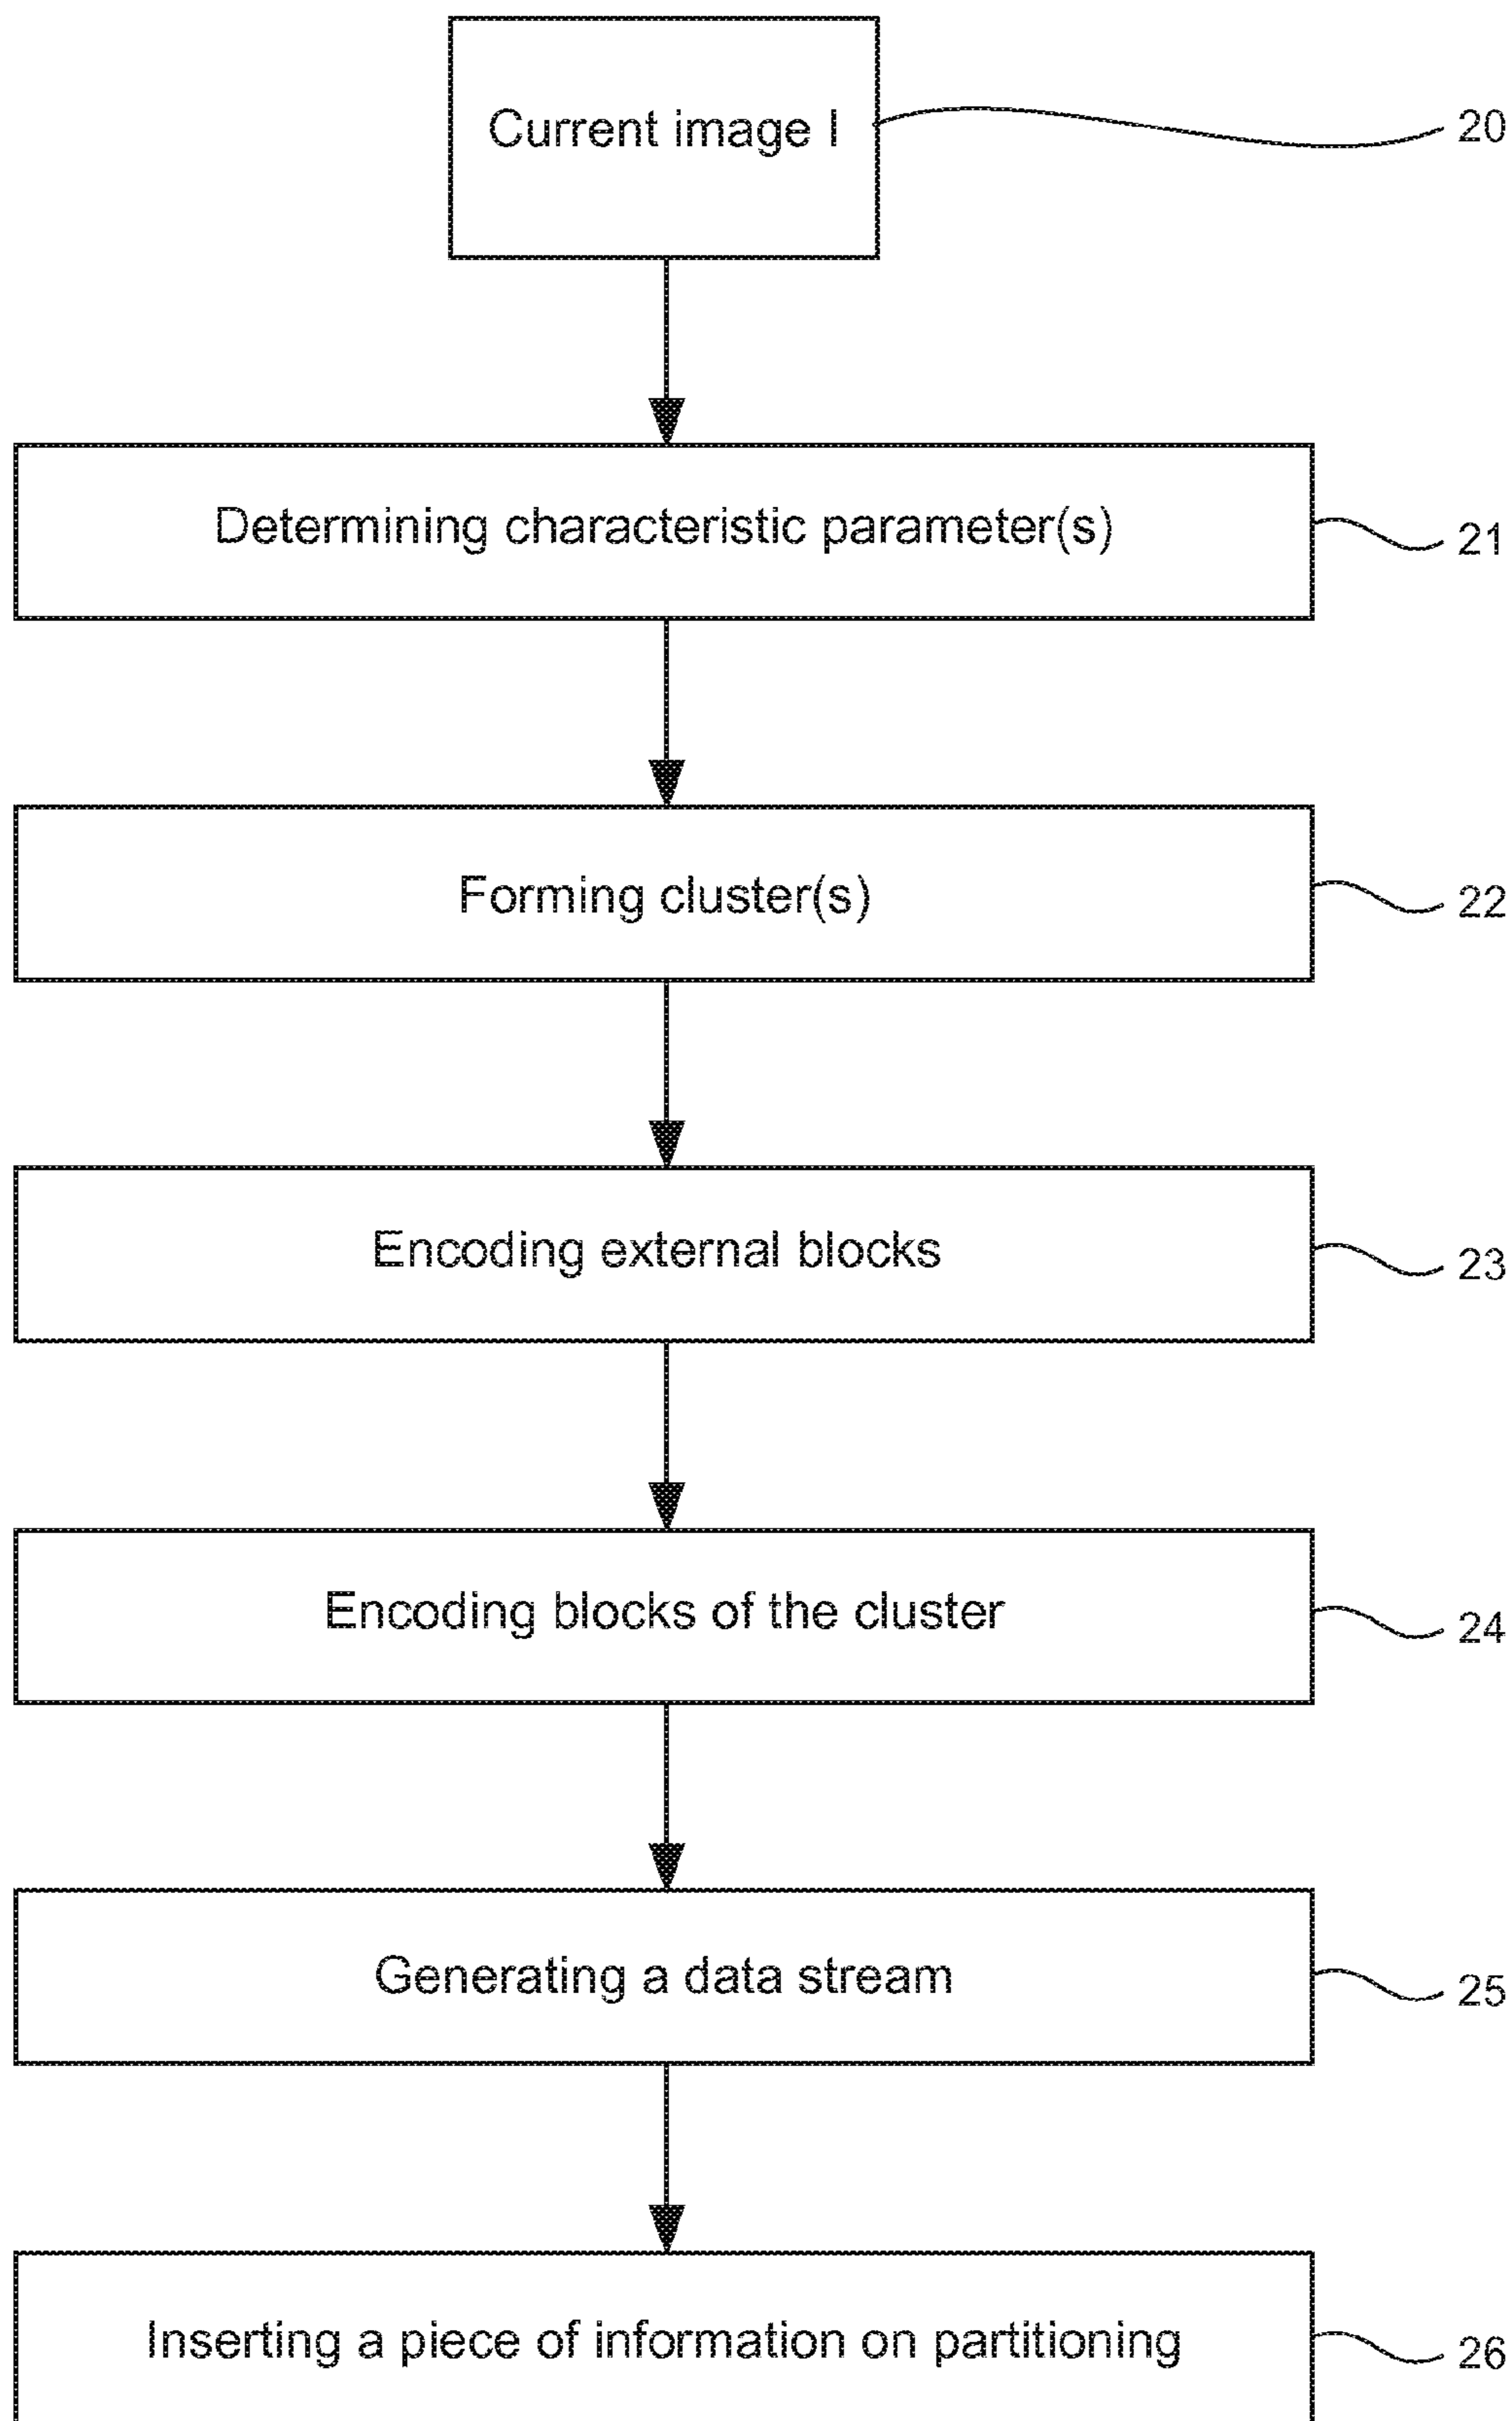 Current image I
20
Determining characteristic parameter(s)
21
Forming cluster(s)
22
Encoding external blocks
23
Encoding blocks of the cluster
24
Generating a data stream
25
Inserting a piece of information on partitioning
26